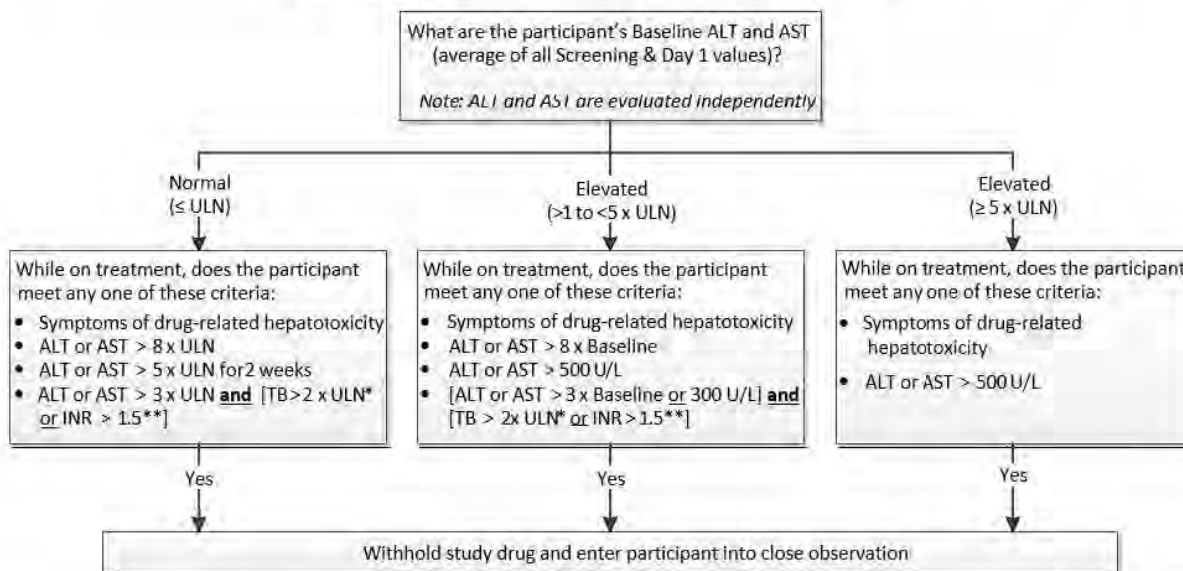 What are the participant's Baseline ALT and AST
(average of all Screening & Day 1 values)?
Note: ALT and AST are evaluated independently
Normal
(≤ ULN)
Elevated
(>1 to <5 x ULN)
Elevated
(≥ 5 x ULN)
While on treatment, does the participant
meet any one of these criteria:
• Symptoms of drug-related hepatotoxicity
• ALT or AST > 8 x ULN
• ALT or AST > 5 x ULN for2 weeks
• ALT or AST > 3 x ULN and [TB>2 x ULN*
or INR > 1.5**]
While on treatment, does the participant
meet any one of these criteria:
• Symptoms of drug-related hepatotoxicity
• ALT or AST > 8 x Baseline
• ALT or AST > 500 U/L
• [ALT or AST > 3 x Baseline or 300 U/L] and
[TB > 2x ULN* or INR > 1.5**]
While on treatment, does the participant
meet any one of these criteria:
• Symptoms of drug-related
hepatotoxicity
• ALT or AST > 500 U/L
Yes
Yes
Yes
Withhold study drug and enter participant into close observation